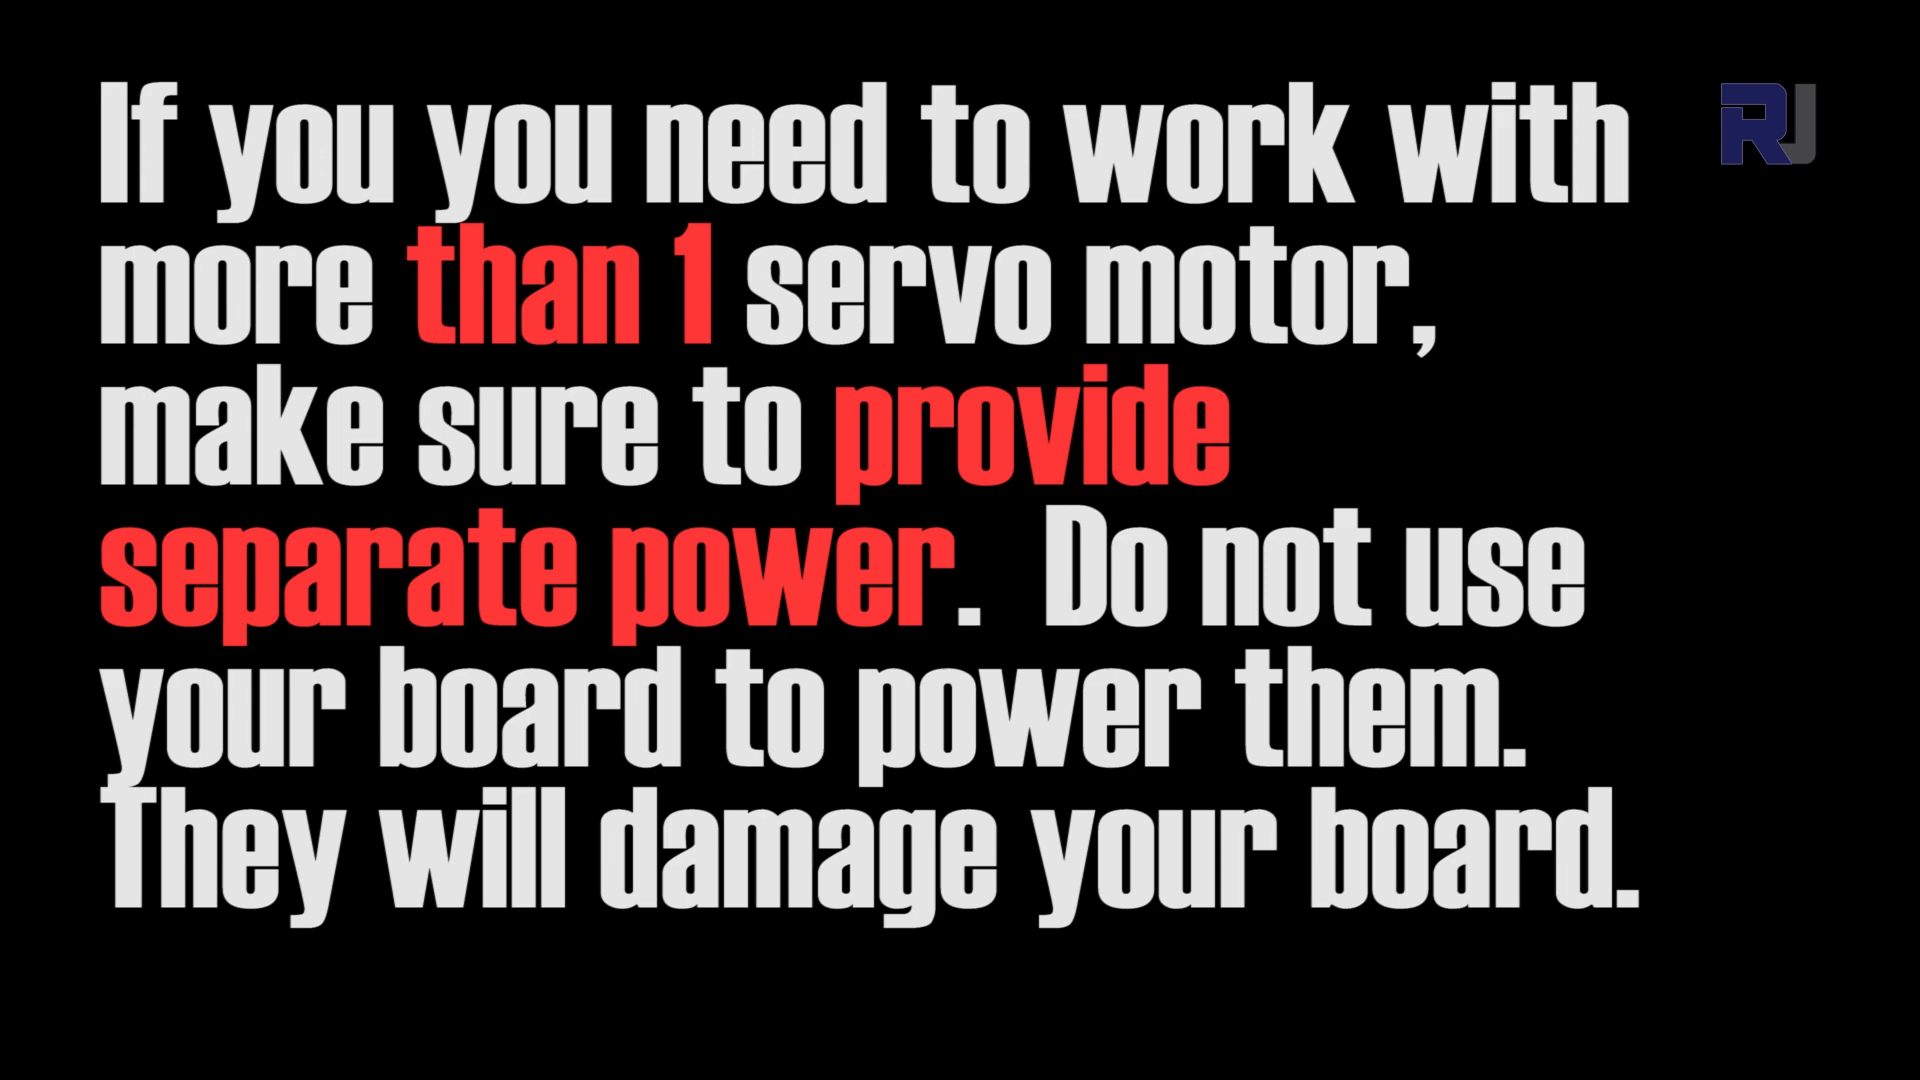 If you you need to work with
RJ
more than 1 servo motor,
make sure to provide
separate power.  Do not use
your board to power them.
They will damage your board.